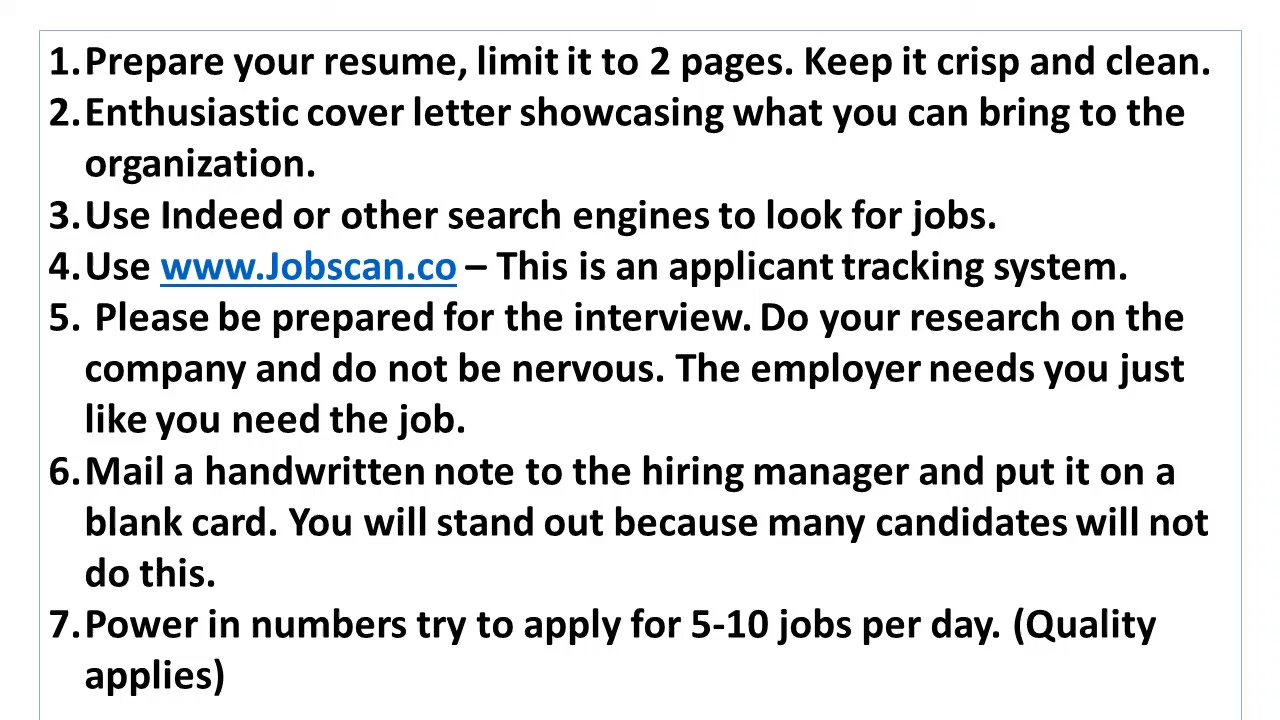 1. Prepare your resume, limit it to 2 pages. Keep it crisp and clean.
2. Enthusiastic cover letter showcasing what you can bring to the
organization.
3. Use Indeed or other search engines to look for jobs.
4. Use www.Jobscan.co – This is an applicant tracking system.
5. Please be prepared for the interview. Do your research on the
company and do not be nervous. The employer needs you just
like you need the job.
6. Mail a handwritten note to the hiring manager and put it on a
blank card. You will stand out because many candidates will not
do this.
7. Power in numbers try to apply for 5-10 jobs per day. (Quality
applies)